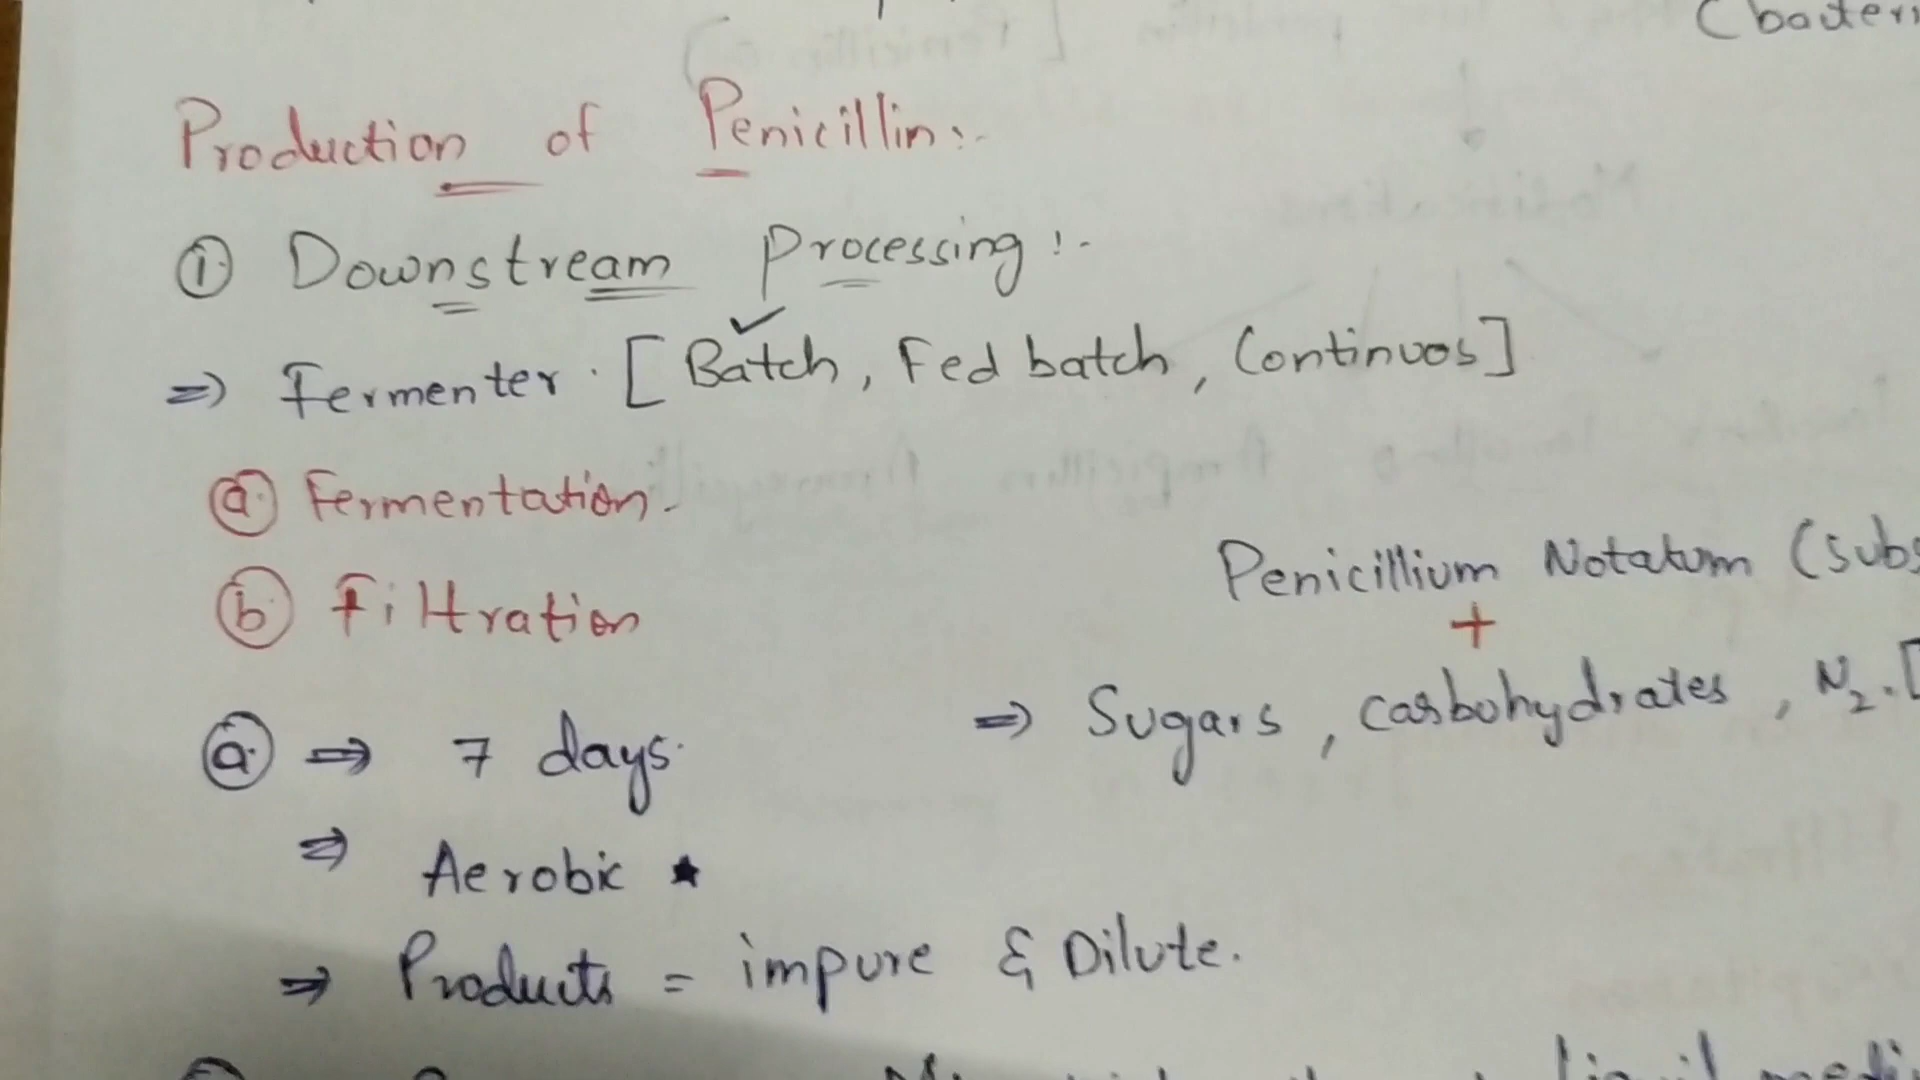 (bacteri
Production of Penicillin:-
① Downstream Processing :-
⇒ Fermenter. [Batch, Fed batch, Continuos]
ⓐ Fermentation.
ⓑ Filtration
Penicillium Notatum (subs
+
⇒ Sugars, carbohydrates, N₂. [
ⓐ ⇒ 7 days.
⇒ Aerobic ★
⇒ Products = impure & Dilute.